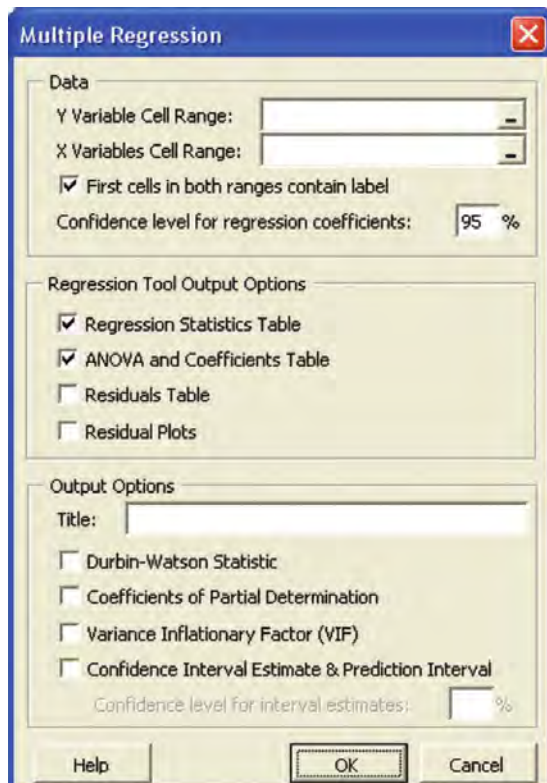 Multiple Regression
Data
Y Variable Cell Range:
X Variables Cell Range:
First cells in both ranges contain label
Confidence level for regression coefficients: 95 %
Regression Tool Output Options
Regression Statistics Table
ANOVA and Coefficients Table
Residuals Table
Residual Plots
Output Options
Title:
Durbin-Watson Statistic
Coefficients of Partial Determination
Variance Inflationary Factor (VIF)
Confidence Interval Estimate & Prediction Interval
Confidence level for interval estimates: %
Help OK Cancel